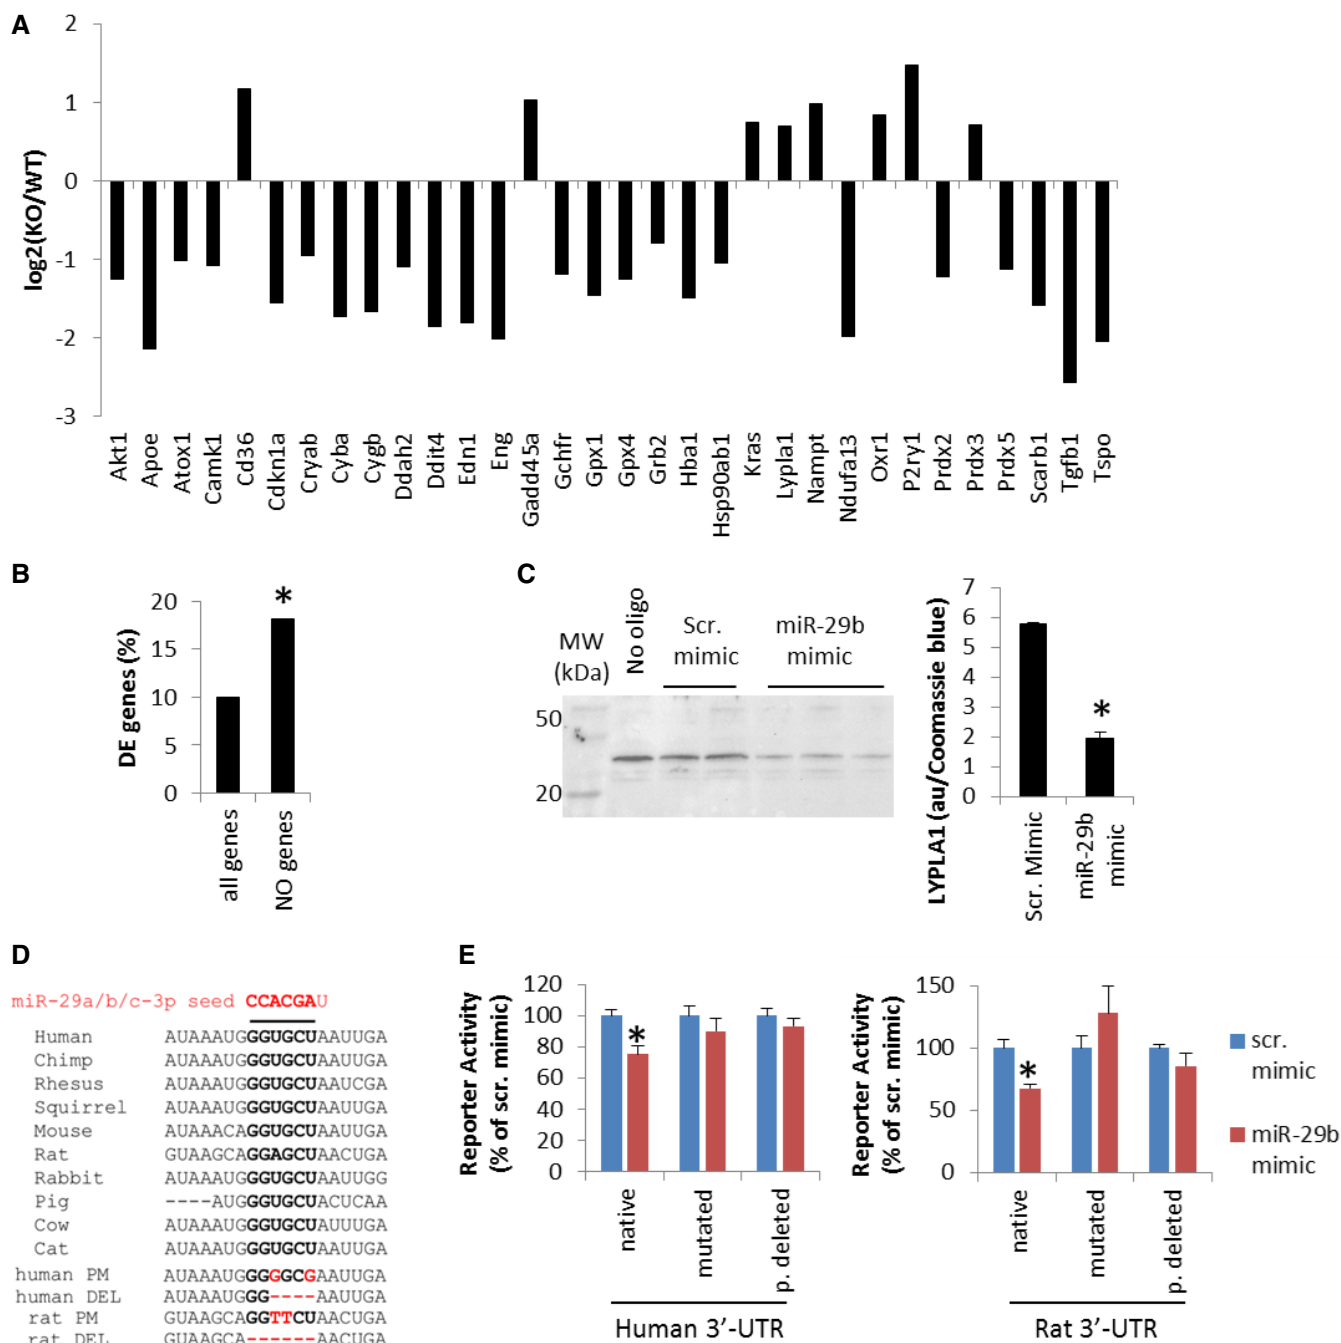 A
2
1
0
-1
-2
-3
log2(KO/WT)
Akt1
Apoe
Atox1
Camk1
Cd36
Cdkn1a
Cryab
Cyba
Cygb
Ddah2
Ddit4
Edn1
Eng
Gadd45a
Gchfr
Gpx1
Gpx4
Grb2
Hba1
Hsp90ab1
Kras
Lypla1
Nampt
Ndufa13
Oxr1
P2ry1
Prdx2
Prdx3
Prdx5
Scarb1
Tgfb1
Tspo
B
DE genes (%)
20
15
10
5
0
*
all genes
NO genes
C
MW
(kDa)
No oligo
Scr.
mimic
miR-29b
mimic
50
20
LYPLA1 (au/Coomassie blue)
7
6
5
4
3
2
1
0
*
Scr. Mimic
miR-29b
mimic
D
miR-29a/b/c-3p seed CCACGAU
Human AUAAAUGGGUGCUAAUUGA
Chimp AUAAAUGGGUGCUAAUUGA
Rhesus AUAAAUGGGUGCUAAUCGA
Squirrel AUAAAUGGGUGCUAAUUGA
Mouse AUAAACAGGUGCUAAUUGA
Rat GUAAGCAGGAGCUAACUGA
Rabbit AUAAAUGGGUGCUAAUUGG
Pig ----AUGGGUGCUACUCAA
Cow AUAAAUGGGUGCUAUUUGA
Cat AUAAAUGGGUGCUAAUUGA
human PM AUAAAUGGGGGCGAAUUGA
human DEL AUAAAUGGG----AAUUGA
rat PM GUAAGCAGGTTCUAACUGA
rat DEL GUAAGCA------AACUGA
E
Reporter Activity
(% of scr. mimic)
120
100
80
60
40
20
0
*
native
mutated
p. deleted
Human 3’-UTR
Reporter Activity
(% of scr. mimic)
150
100
50
0
*
native
mutated
p. deleted
Rat 3’-UTR
scr.
mimic
miR-29b
mimic